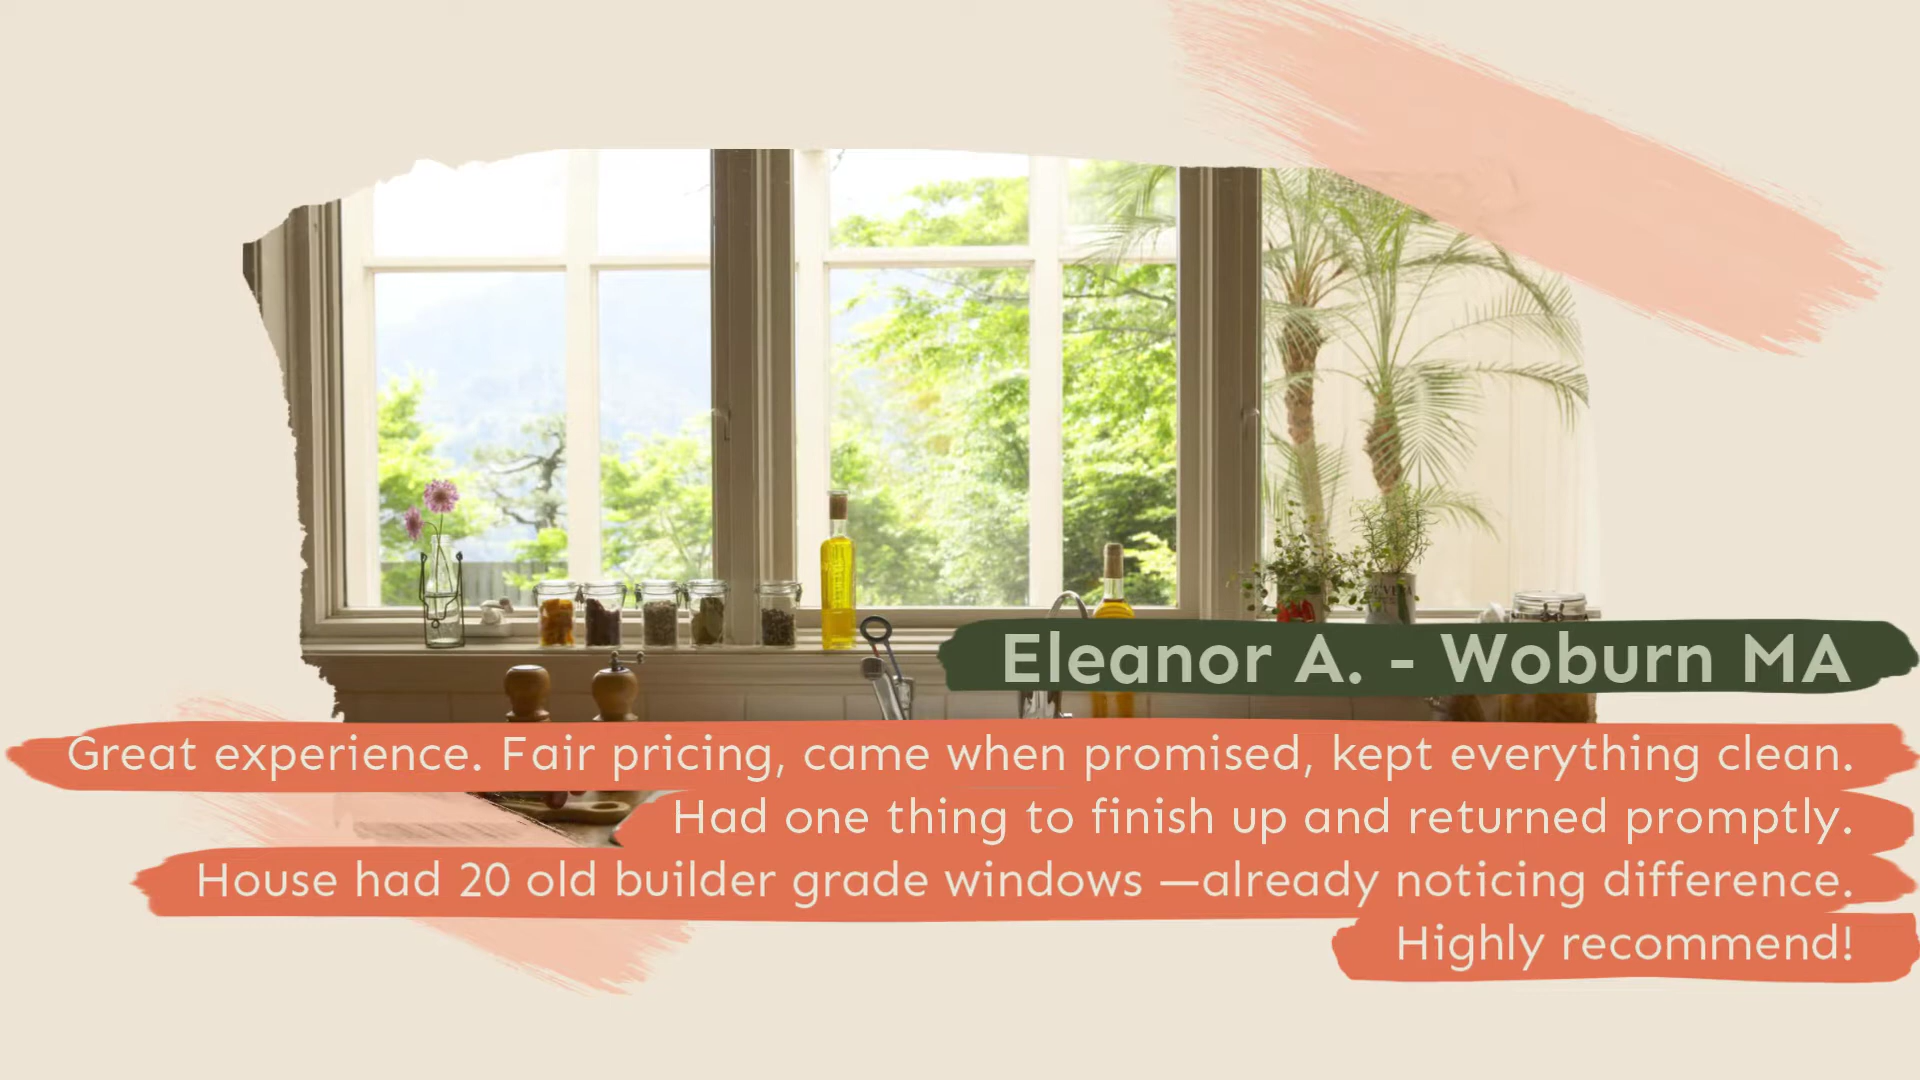 Eleanor A. - Woburn MA
Great experience. Fair pricing, came when promised, kept everything clean.
Had one thing to finish up and returned promptly.
House had 20 old builder grade windows —already noticing difference.
Highly recommend!